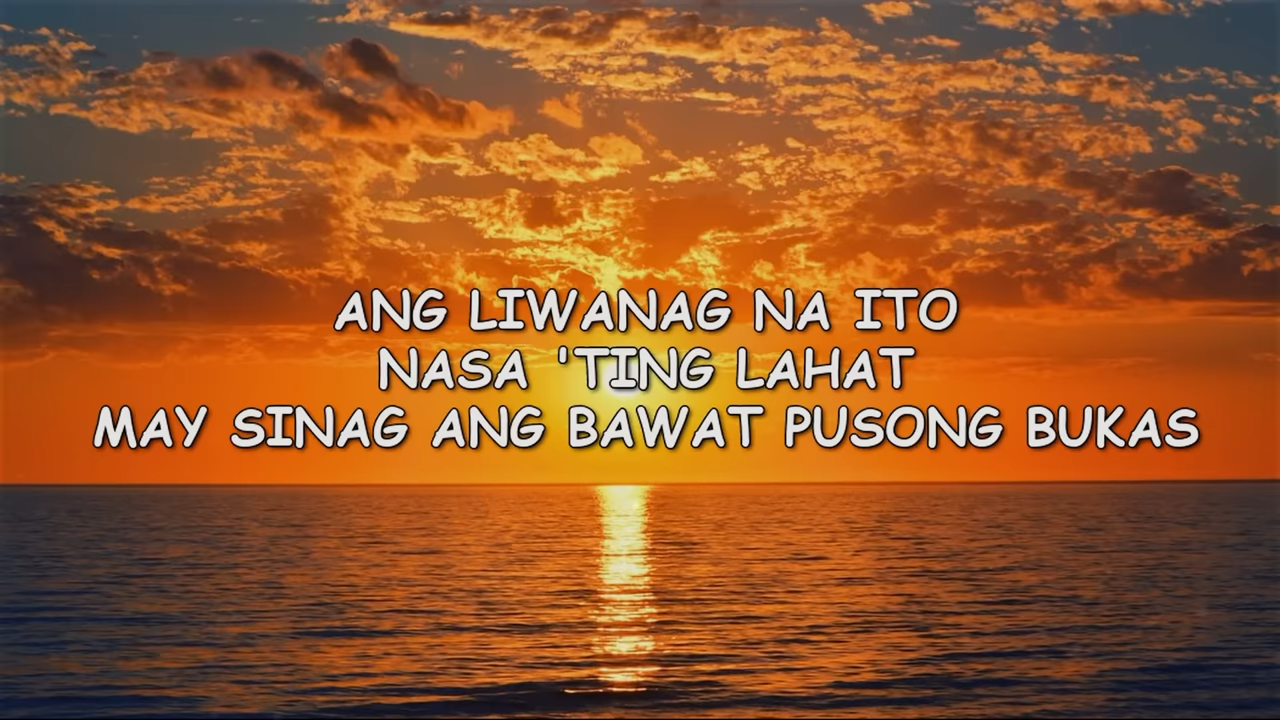 ANG LIWANAG NA ITO
NASA 'TING LAHAT
MAY SINAG ANG BAWAT PUSONG BUKAS